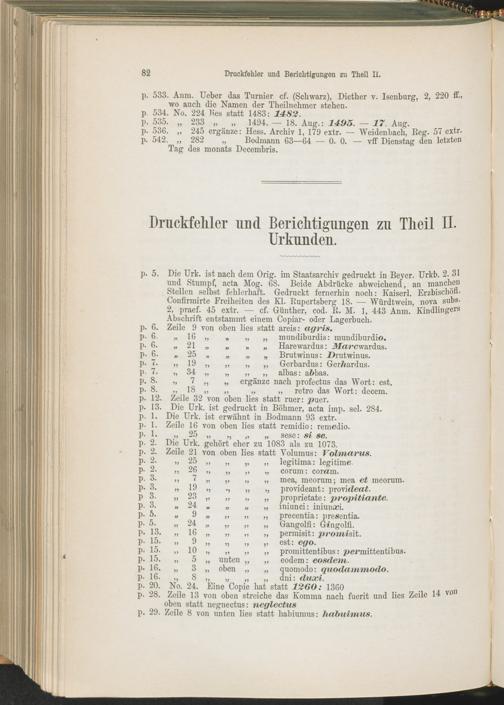 82 Druckfehler und Berichtigungen zu Theil II.
p. 533. Anm. Ueber das Turnier cf. (Schwarz), Diether v. Isenburg, 2, 220 ff.,
wo auch die Namen der Theilnehmer stehen.
p. 534. No. 224 lies statt 1483: 1482.
p. 535. „ 233 „ „ 1494. — 18. Aug.: 1495. — 17. Aug.
p. 536. „ 245 ergänze: Hess. Archiv 1, 179 extr. — Weidenbach, Reg. 57 extr.
p. 542. „ 282 „ Bodmann 63—64 — 0. 0. — vff Dienstag den letzten
Tag des monats Decembris.
Druckfehler und Berichtigungen zu Theil II.
Urkunden.
p. 5. Die Urk. ist nach dem Orig. im Staatsarchiv gedruckt in Beyer. Urkb. 2. 31
und Stumpf, acta Mog. 68. Beide Abdrücke abweichend, an manchen
Stellen selbst fehlerhaft. Gedruckt fernerhin noch: Kaiserl. Erzbischöfl.
Confirmirte Freiheiten des Kl. Rupertsberg 18. — Würdtwein, nova subs.
2, praef. 45 extr. — cf. Günther, cod. R. M. 1, 443 Anm. Kindlingers
Abschrift entstammt einem Copiar- oder Lagerbuch.
p. 6. Zeile 9 von oben lies statt areis: agris.
p. 6. „ 16 „ „ „ „ mundiburdis: mundiburdio.
p. 6. „ 21 „ „ „ „ Harewardus: Marcwardus.
p. 6. „ 25 „ „ „ „ Brutwinus: Drutwinus.
p. 7. „ 19 „ „ „ „ Gerbardus: Gerhardus.
p. 7. „ 34 „ „ „ „ albas: abbas.
p. 8. „ 7 „ „ ergänze nach profectus das Wort: est,
p. 8. „ 18 „ „ „ „ retro das Wort: decem.
p. 12. Zeile 32 von oben lies statt ruer: puer.
p. 13. Die Urk. ist gedruckt in Böhmer, acta imp. sel. 284.
p. 1. Die Urk. ist erwähnt in Bodmann 93 extr.
p. 1. Zeile 16 von oben lies statt remidio: remedio.
p. 1. „ 25 „ „ „ „ sese: si se.
p. 2. Die Urk. gehört eher zu 1083 als zu 1073.
p. 2. Zeile 21 von oben lies statt Volumus: Volmarus.
p. 2. „ 25 „ „ „ „ legitima: legitime.
p. 2. „ 26 „ „ „ „ eorum: coram.
p. 3. „ 7 „ „ „ „ mea, meorum; mea et meorum.
p. 3. „ 19 „ „ „ „ provideant: provideat.
p 3. „ 23 „ „ „ „ proprietate: propitiante.
p. 3. „ 24 „ „ „ „ iniunci: iniunxi.
p. 5. „ 9 „ „ „ „ precentia: presentia.
p. 5. „ 24 „ „ „ „ Gangolfi: Gingolfi.
p. 13. „ 16 „ „ „ „ permisit: promisit.
p. 15. „ 9 „ „ „ „ est: ego.
p. 15. „ 10 „ „ „ „ promittentibus: permittentibus.
p. 15. „ 5 „ unten „ „ eodem: eosdem.
p. 16. „ 3 „ oben „ „ quomodo: quodammodo.
p. 16. „ 8 „ „ „ „ dni: duxi.
p. 20. No. 24. Eine Copie hat statt 1260: 1360
p. 28. Zeile 13 von oben streiche das Komma nach fuerit und lies Zeile 14 von
oben statt negnectus: neglectus
p. 29. Zeile 8 von unten lies statt habiumus: habuimus.